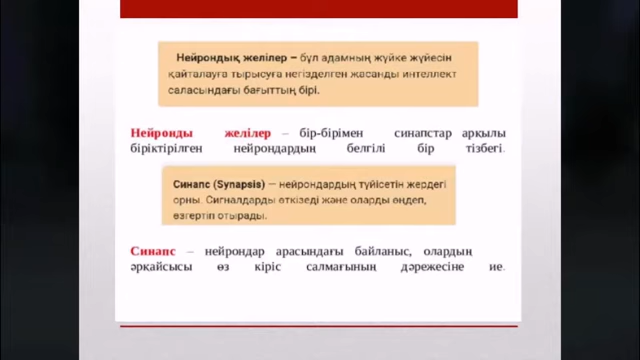 Нейрондық желілер – бұл адамның жүйке жүйесін
қайталауға тырысуға негізделген жасанды интеллект
саласындағы бағыттың бірі.
Нейронды желілер – бір-бірімен синапстар арқылы
біріктірілген нейрондардың белгілі бір тізбегі.
Синапс (Synapsis) — нейрондардың түйісетін жердегі
орны. Сигналдарды өткізеді және оларды өңдеп,
өзгертіп отырады.
Синапс – нейрондар арасындағы байланыс, олардың
әрқайсысы өз кіріс салмағының дәрежесіне ие.